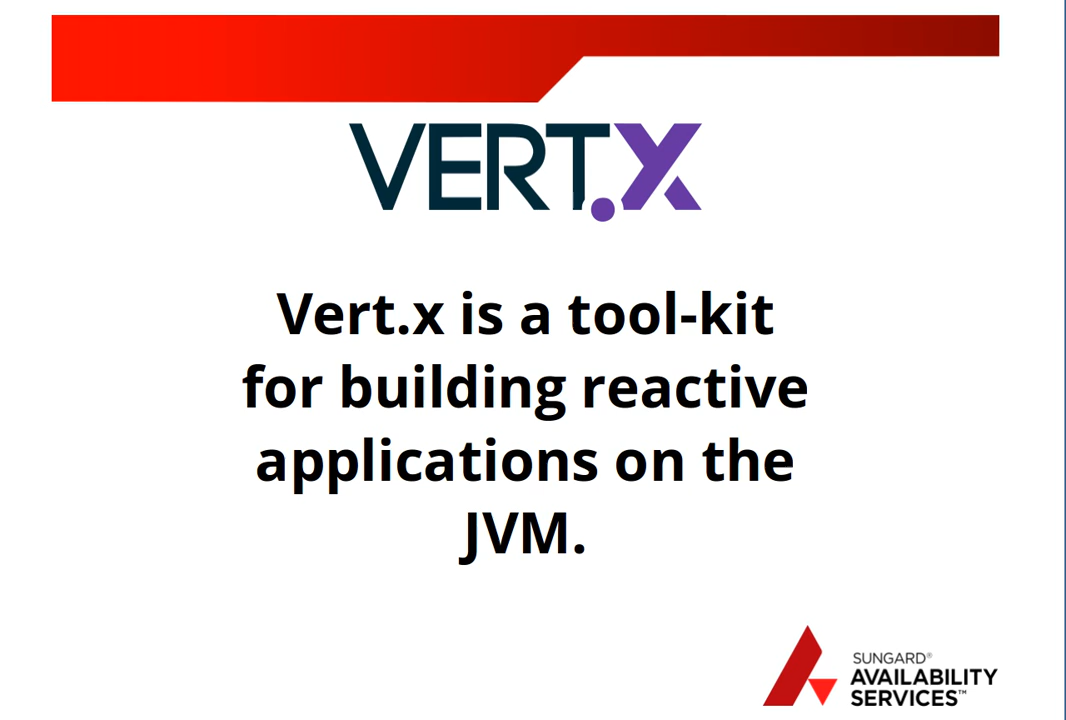 VERT.X
Vert.x is a tool-kit
for building reactive
applications on the
JVM.
SUNGARD®
AVAILABILITY
SERVICES™